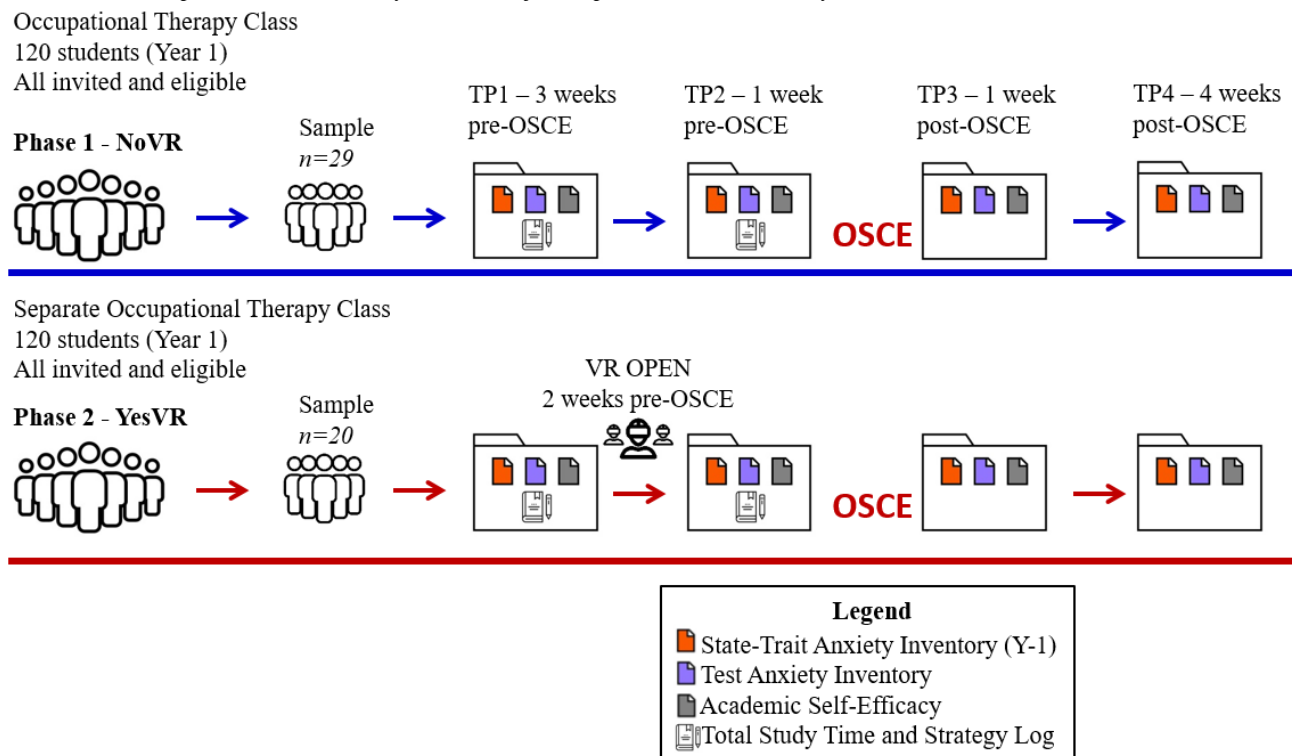 Occupational Therapy Class
120 students (Year 1)
All invited and eligible
Phase 1 - NoVR
Sample
n=29
TP1 – 3 weeks
pre-OSCE
TP2 – 1 week
pre-OSCE
TP3 – 1 week
post-OSCE
TP4 – 4 weeks
post-OSCE
OSCE
Separate Occupational Therapy Class
120 students (Year 1)
All invited and eligible
Phase 2 - YesVR
Sample
n=20
VR OPEN
2 weeks pre-OSCE
OSCE
Legend
State-Trait Anxiety Inventory (Y-1)
Test Anxiety Inventory
Academic Self-Efficacy
Total Study Time and Strategy Log